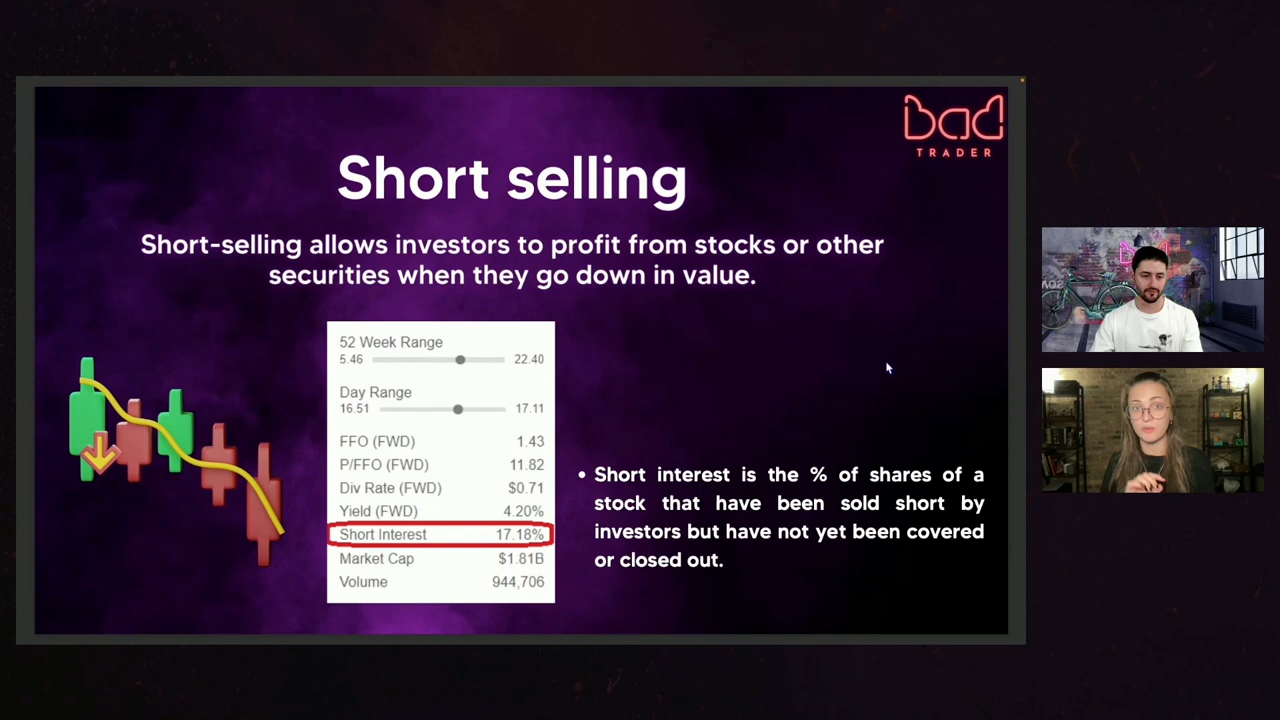 bad
TRADER
Short selling
Short-selling allows investors to profit from stocks or other
securities when they go down in value.
52 Week Range
5.46 22.40
Day Range
16.51 17.11
FFO (FWD) 1.43
P/FFO (FWD) 11.82
Div Rate (FWD) $0.71
Yield (FWD) 4.20%
Short Interest 17.18%
Market Cap $1.81B
Volume 944,706
• Short interest is the % of shares of a
stock that have been sold short by
investors but have not yet been covered
or closed out.